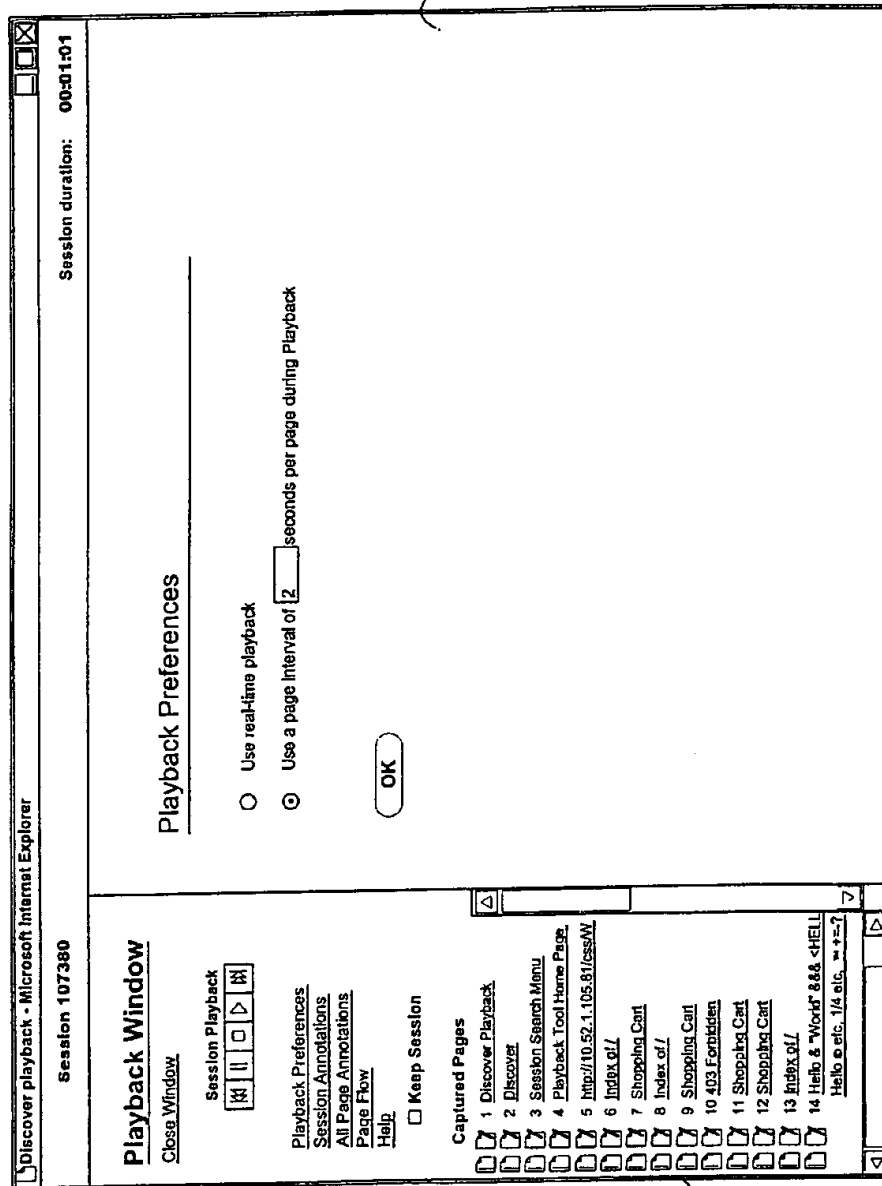 Discover playback - Microsoft Internet Explorer
Session 107380
Session duration: 00:01:01
Playback Window
Close Window
Session Playback
Playback Preferences
Session Annotations
All Page Annotations
Page Flow
Help
Keep Session
Captured Pages
1 Discover Playback
2 Discover
3 Session Search Menu
4 Playback Tool Home Page
5 http://10.52.1.105.81/css/W
6 Index of /
7 Shopping Cart
8 Index of /
9 Shopping Cart
10 403 Forbidden
11 Shopping Cart
12 Shopping Cart
13 Index of /
14 Hello & "World" &&& <HELL
Hello etc, 1/4 etc,
Playback Preferences
Use real-time playback
Use a page Interval of 2 seconds per page during Playback
OK